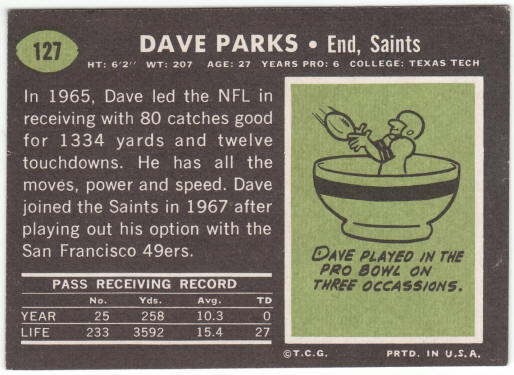 127
DAVE PARKS • End, Saints
HT: 6'2" WT: 207 AGE: 27 YEARS PRO: 6 COLLEGE: TEXAS TECH
In 1965, Dave led the NFL in
receiving with 80 catches good
for 1334 yards and twelve
touchdowns. He has all the
moves, power and speed. Dave
joined the Saints in 1967 after
playing out his option with the
San Francisco 49ers.
DAVE PLAYED IN THE
PRO BOWL ON
THREE OCCASSIONS.
PASS RECEIVING RECORD
No. Yds. Avg. TD
YEAR 25 258 10.3 0
LIFE 233 3592 15.4 27
©T.C.G. PRTD. IN U.S.A.